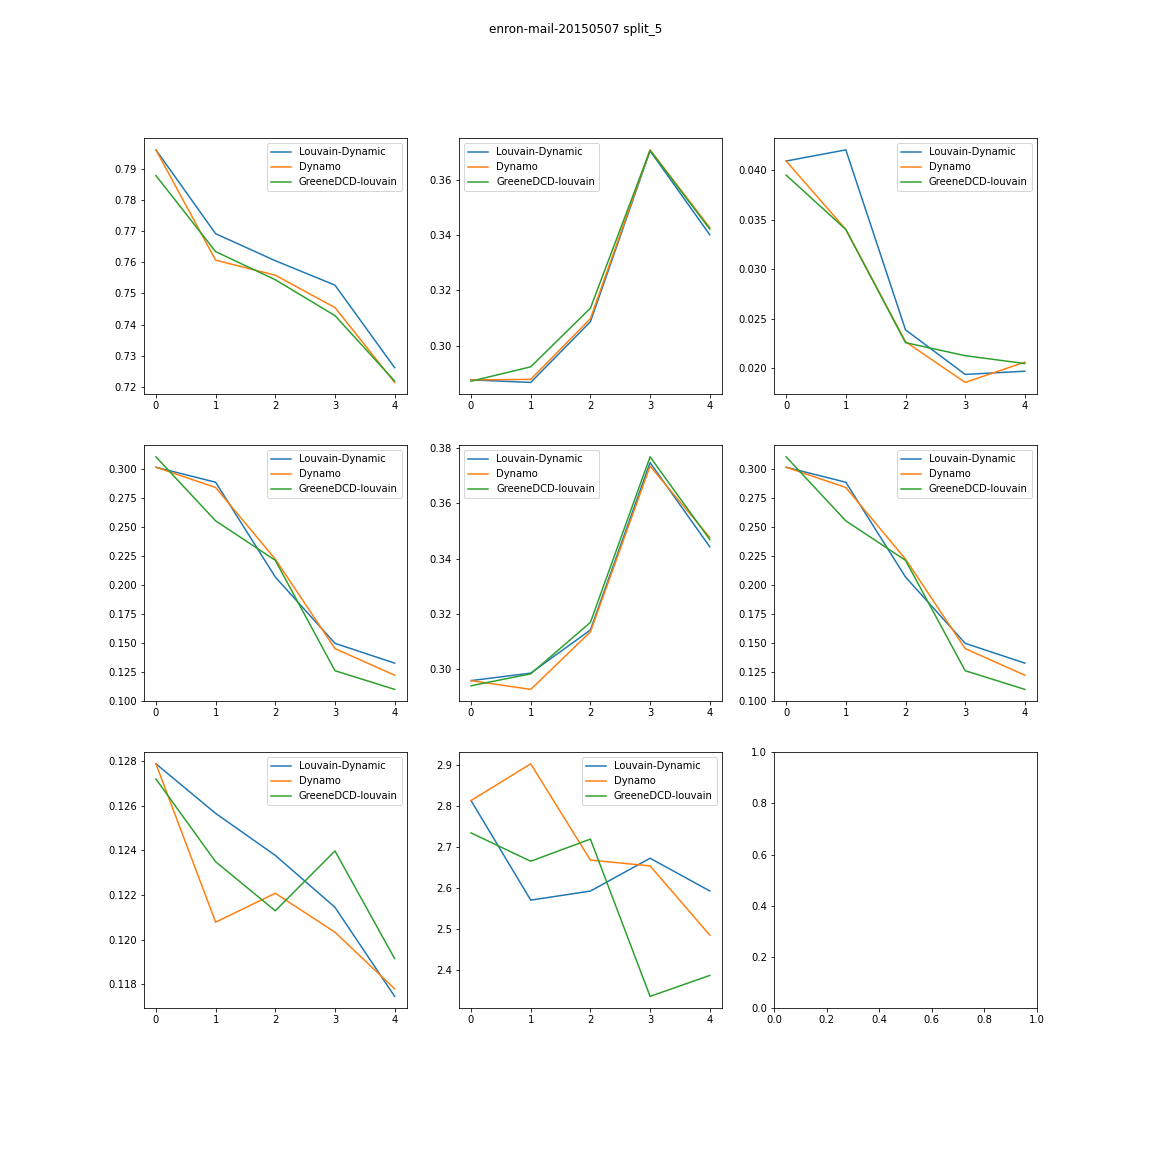 enron-mail-20150507 split_5
Louvain-Dynamic
Dynamo
GreeneDCD-louvain
0.79
0.78
0.77
0.76
0.75
0.74
0.73
0.72
0 1 2 3 4
Louvain-Dynamic
Dynamo
GreeneDCD-louvain
0.36
0.34
0.32
0.30
0 1 2 3 4
Louvain-Dynamic
Dynamo
GreeneDCD-louvain
0.040
0.035
0.030
0.025
0.020
0 1 2 3 4
Louvain-Dynamic
Dynamo
GreeneDCD-louvain
0.300
0.275
0.250
0.225
0.200
0.175
0.150
0.125
0.100
0 1 2 3 4
Louvain-Dynamic
Dynamo
GreeneDCD-louvain
0.38
0.36
0.34
0.32
0.30
0 1 2 3 4
Louvain-Dynamic
Dynamo
GreeneDCD-louvain
0.300
0.275
0.250
0.225
0.200
0.175
0.150
0.125
0.100
0 1 2 3 4
Louvain-Dynamic
Dynamo
GreeneDCD-louvain
0.128
0.126
0.124
0.122
0.120
0.118
0 1 2 3 4
Louvain-Dynamic
Dynamo
GreeneDCD-louvain
2.9
2.8
2.7
2.6
2.5
2.4
0 1 2 3 4
1.0
0.8
0.6
0.4
0.2
0.0
0.0 0.2 0.4 0.6 0.8 1.0